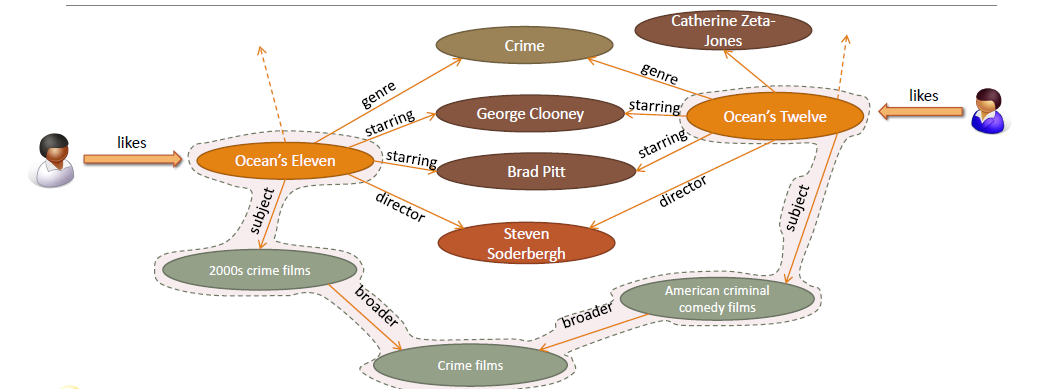 Catherine Zeta-
Jones
Crime
genre
genre
likes
George Clooney
starring
starring
Ocean's Twelve
likes
Ocean's Eleven
starring
starring
Brad Pitt
director
director
subject
subject
Steven
Soderbergh
2000s crime films
American criminal
comedy films
broader
broader
Crime films